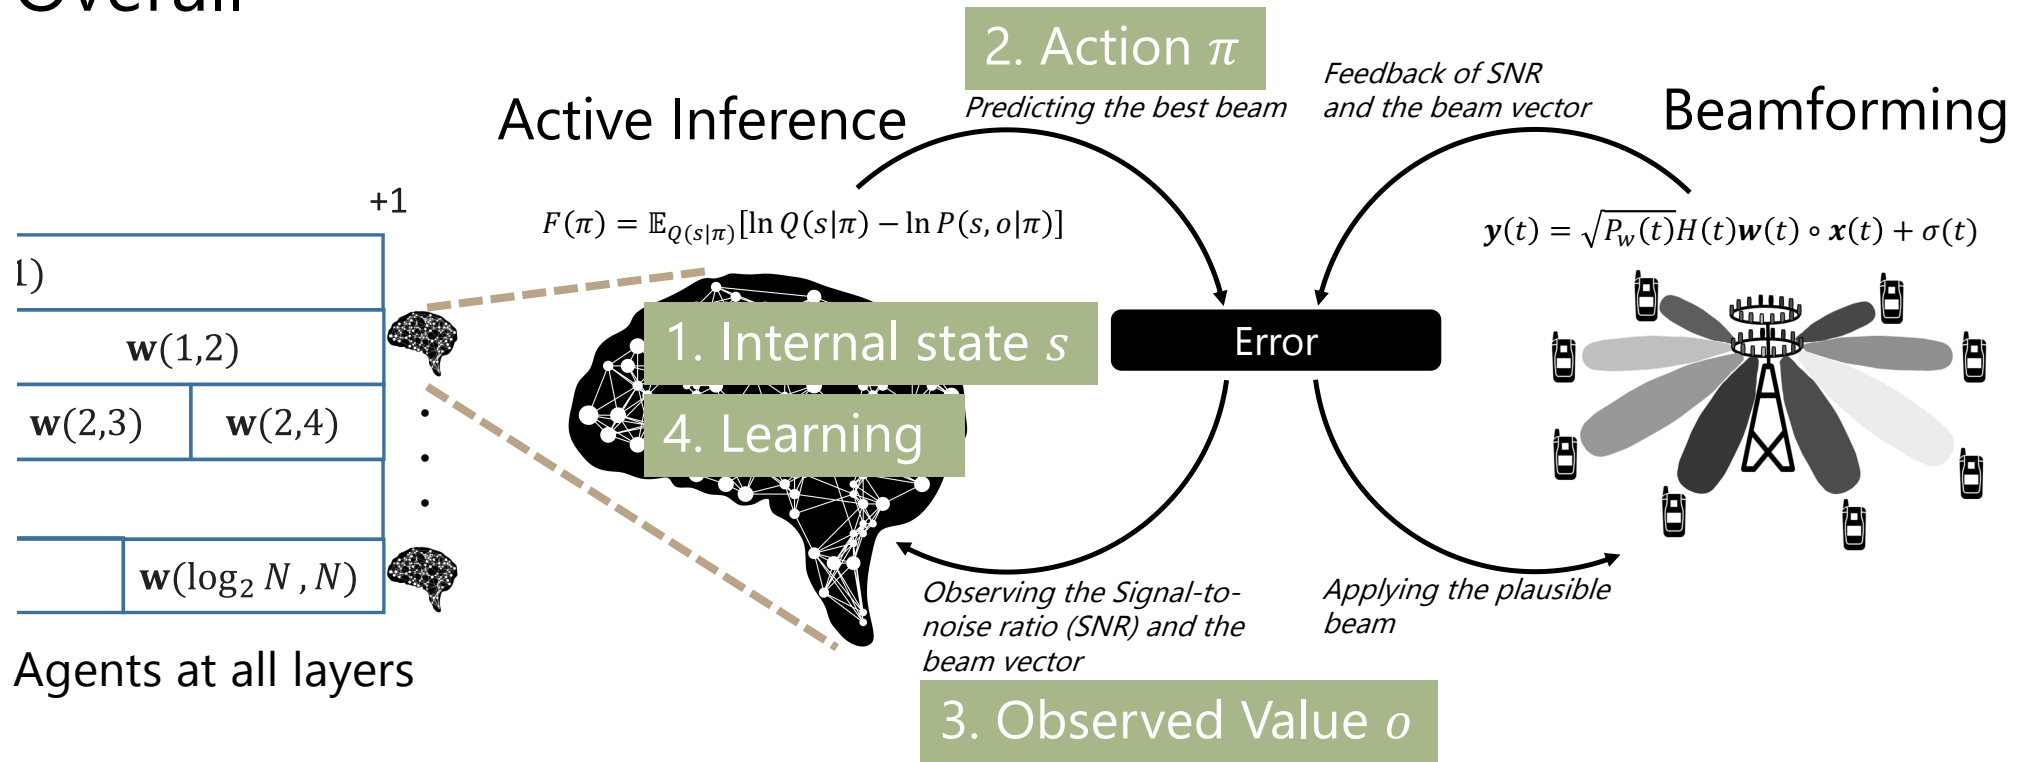 Overall
2. Action π
Predicting the best beam
Feedback of SNR
and the beam vector
Active Inference
Beamforming
+1
F(π) = 𝔼_{Q(s|π)}[ln Q(s|π) − ln P(s, o|π)]
𝒚(t) = √P_w(t)H(t)𝐰(t) ∘ 𝒙(t) + σ(t)
1)
𝐰(1,2)
1. Internal state s
Error
𝐰(2,3)
𝐰(2,4)
4. Learning
𝐰(log₂ N , N)
Observing the Signal-to-
noise ratio (SNR) and the
beam vector
Applying the plausible
beam
Agents at all layers
3. Observed Value o